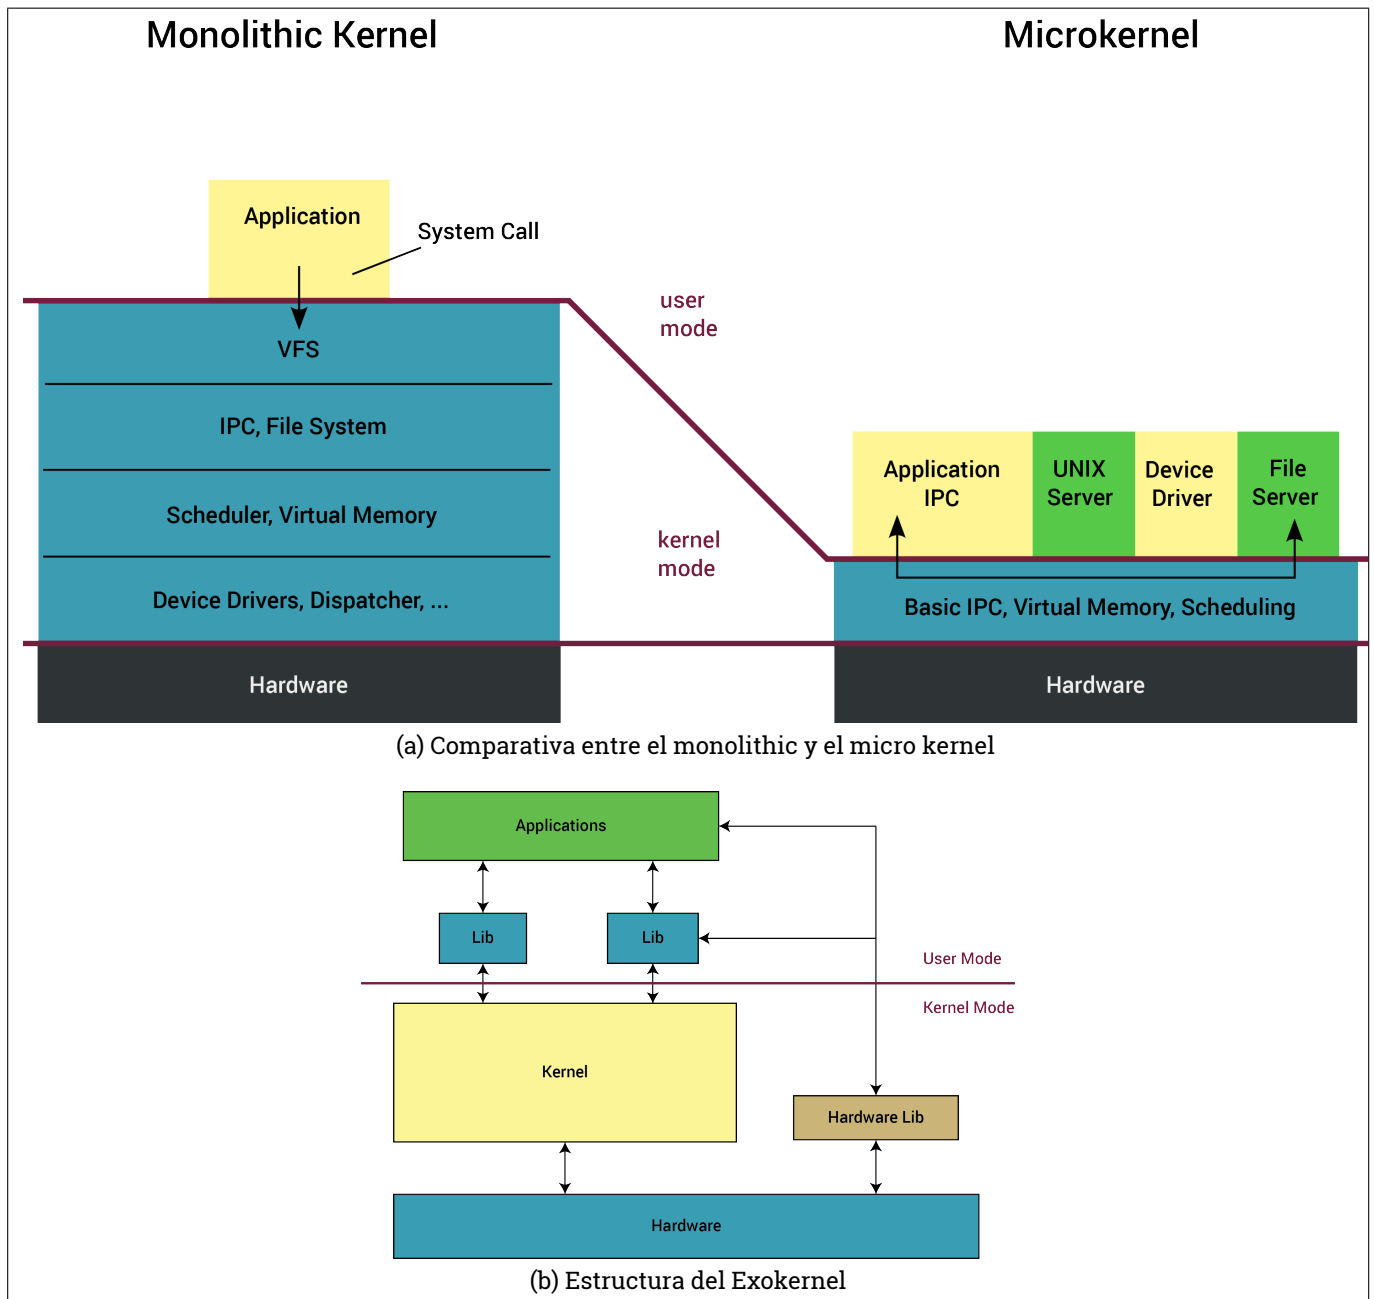 Monolithic Kernel
Microkernel
Application
System Call
user
mode
VFS
IPC, File System
Scheduler, Virtual Memory
Device Drivers, Dispatcher, ...
Hardware
kernel
mode
Application
IPC
UNIX
Server
Device
Driver
File
Server
Basic IPC, Virtual Memory, Scheduling
Hardware
(a) Comparativa entre el monolithic y el micro kernel
Applications
Lib
Lib
User Mode
Kernel Mode
Kernel
Hardware Lib
Hardware
(b) Estructura del Exokernel